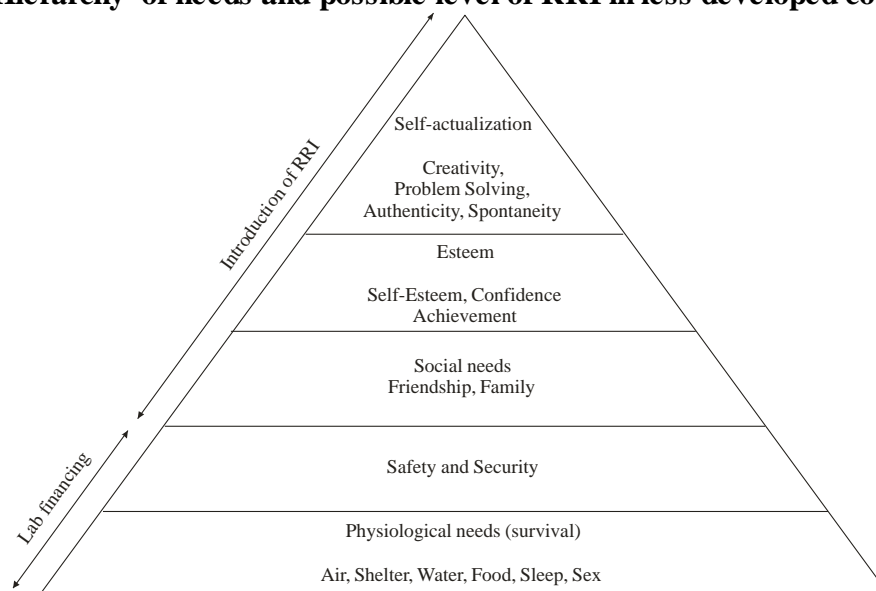 of needs and possible level of RRI in less developed
Self-actualization
Creativity,
Problem Solving,
Authenticity, Spontaneity
Introduction of RRI
Esteem
Self-Esteem, Confidence
Achievement
Social needs
Friendship, Family
Safety and Security
Lab financing
Physiological needs (survival)
Air, Shelter, Water, Food, Sleep, Sex